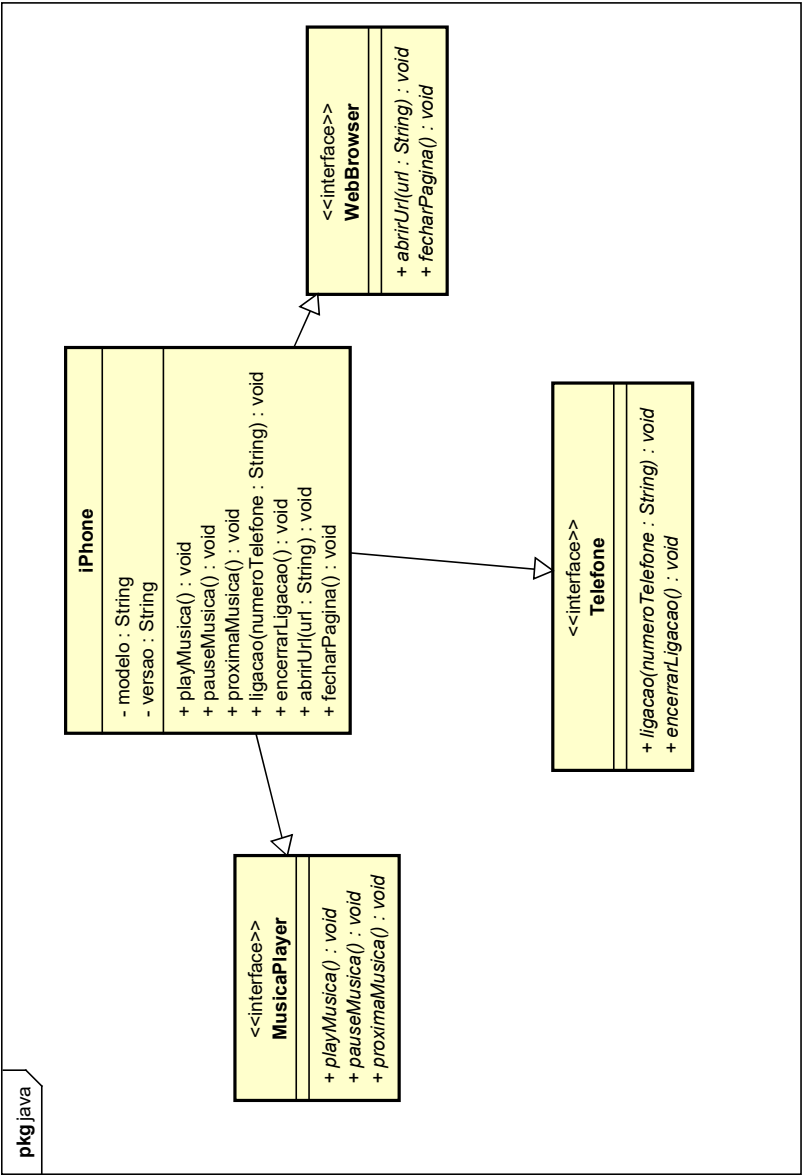 pkg java
iPhone
- modelo : String
- versao : String
+ playMusica() : void
+ pauseMusica() : void
+ proximaMusica() : void
+ ligacao(numeroTelefone : String) : void
+ encerrarLigacao() : void
+ abrirUrl(url : String) : void
+ fecharPagina() : void
<<interface>>
MusicaPlayer
+ playMusica() : void
+ pauseMusica() : void
+ proximaMusica() : void
<<interface>>
WebBrowser
+ abrirUrl(url : String) : void
+ fecharPagina() : void
<<interface>>
Telefone
+ ligacao(numeroTelefone : String) : void
+ encerrarLigacao() : void